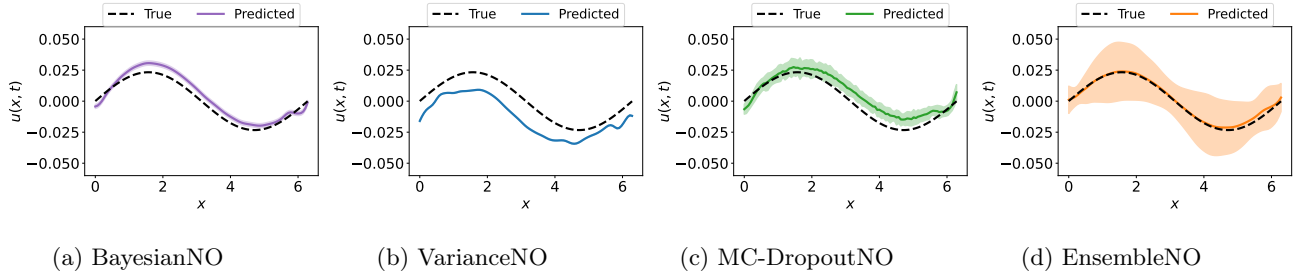 True Predicted True Predicted True Predicted True Predicted
0.050 0.050 0.050 0.050
0.025 0.025 0.025 0.025
0.000 0.000 0.000 0.000
−0.025 −0.025 −0.025 −0.025
−0.050 −0.050 −0.050 −0.050
u(x, t) u(x, t) u(x, t) u(x, t)
0 2 4 6 0 2 4 6 0 2 4 6 0 2 4 6
x x x x
(a) BayesianNO (b) VarianceNO (c) MC-DropoutNO (d) EnsembleNO